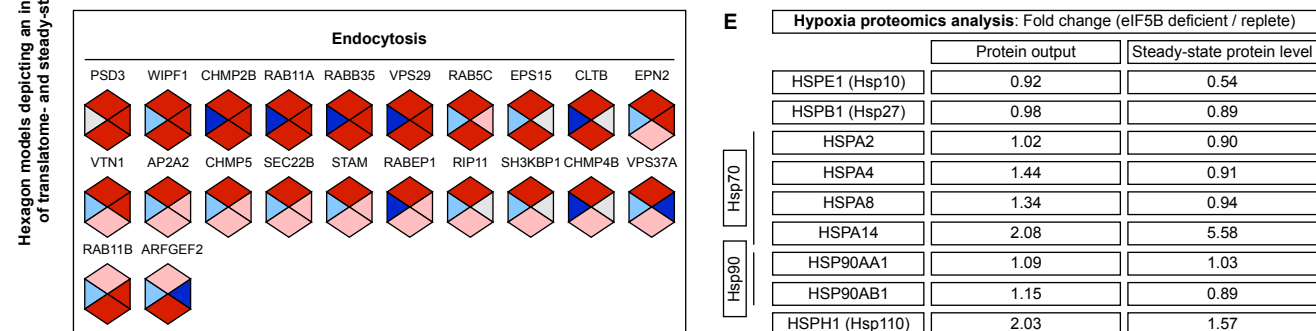 Hexagon models depicting an in
of translatome- and steady-st
Endocytosis
PSD3 WIPF1 CHMP2B RAB11A RABB35 VPS29 RAB5C EPS15 CLTB EPN2
VTN1 AP2A2 CHMP5 SEC22B STAM RABEP1 RIP11 SH3KBP1 CHMP4B VPS37A
RAB11B ARFGEF2
E
Hypoxia proteomics analysis: Fold change (eIF5B deficient / replete)
Protein output Steady-state protein level
HSPE1 (Hsp10) 0.92 0.54
HSPB1 (Hsp27) 0.98 0.89
Hsp70
HSPA2 1.02 0.90
HSPA4 1.44 0.91
HSPA8 1.34 0.94
HSPA14 2.08 5.58
Hsp90
HSP90AA1 1.09 1.03
HSP90AB1 1.15 0.89
HSPH1 (Hsp110) 2.03 1.57